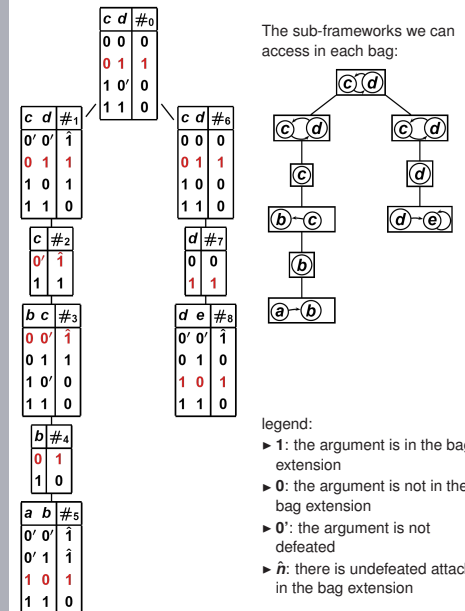 c d #0
0 0 0
0 1 1
1 0′ 0
1 1 0
c d #1
0′ 0′ 1̂
0 1 1
1 0 1
1 1 0
c #2
0′ 1̂
1 1
b c #3
0 0′ 1̂
0 1 1
1 0′ 0
1 1 0
b #4
0 1
1 0
a b #5
0′ 0′ 1̂
0′ 1 1̂
1 0 1
1 1 0
c d #6
0 0 0
0 1 1
1 0 0
1 1 0
d #7
0 0
1 1
d e #8
0′ 0′ 1̂
0 1 0
1 0 1
1 1 0
The sub-frameworks we can
access in each bag:
c d
c d c d
c d
b c d e
b
a b
legend:
▸ 1: the argument is in the bag
extension
▸ 0: the argument is not in the
bag extension
▸ 0': the argument is not
defeated
▸ n̂: there is undefeated attack
in the bag extension